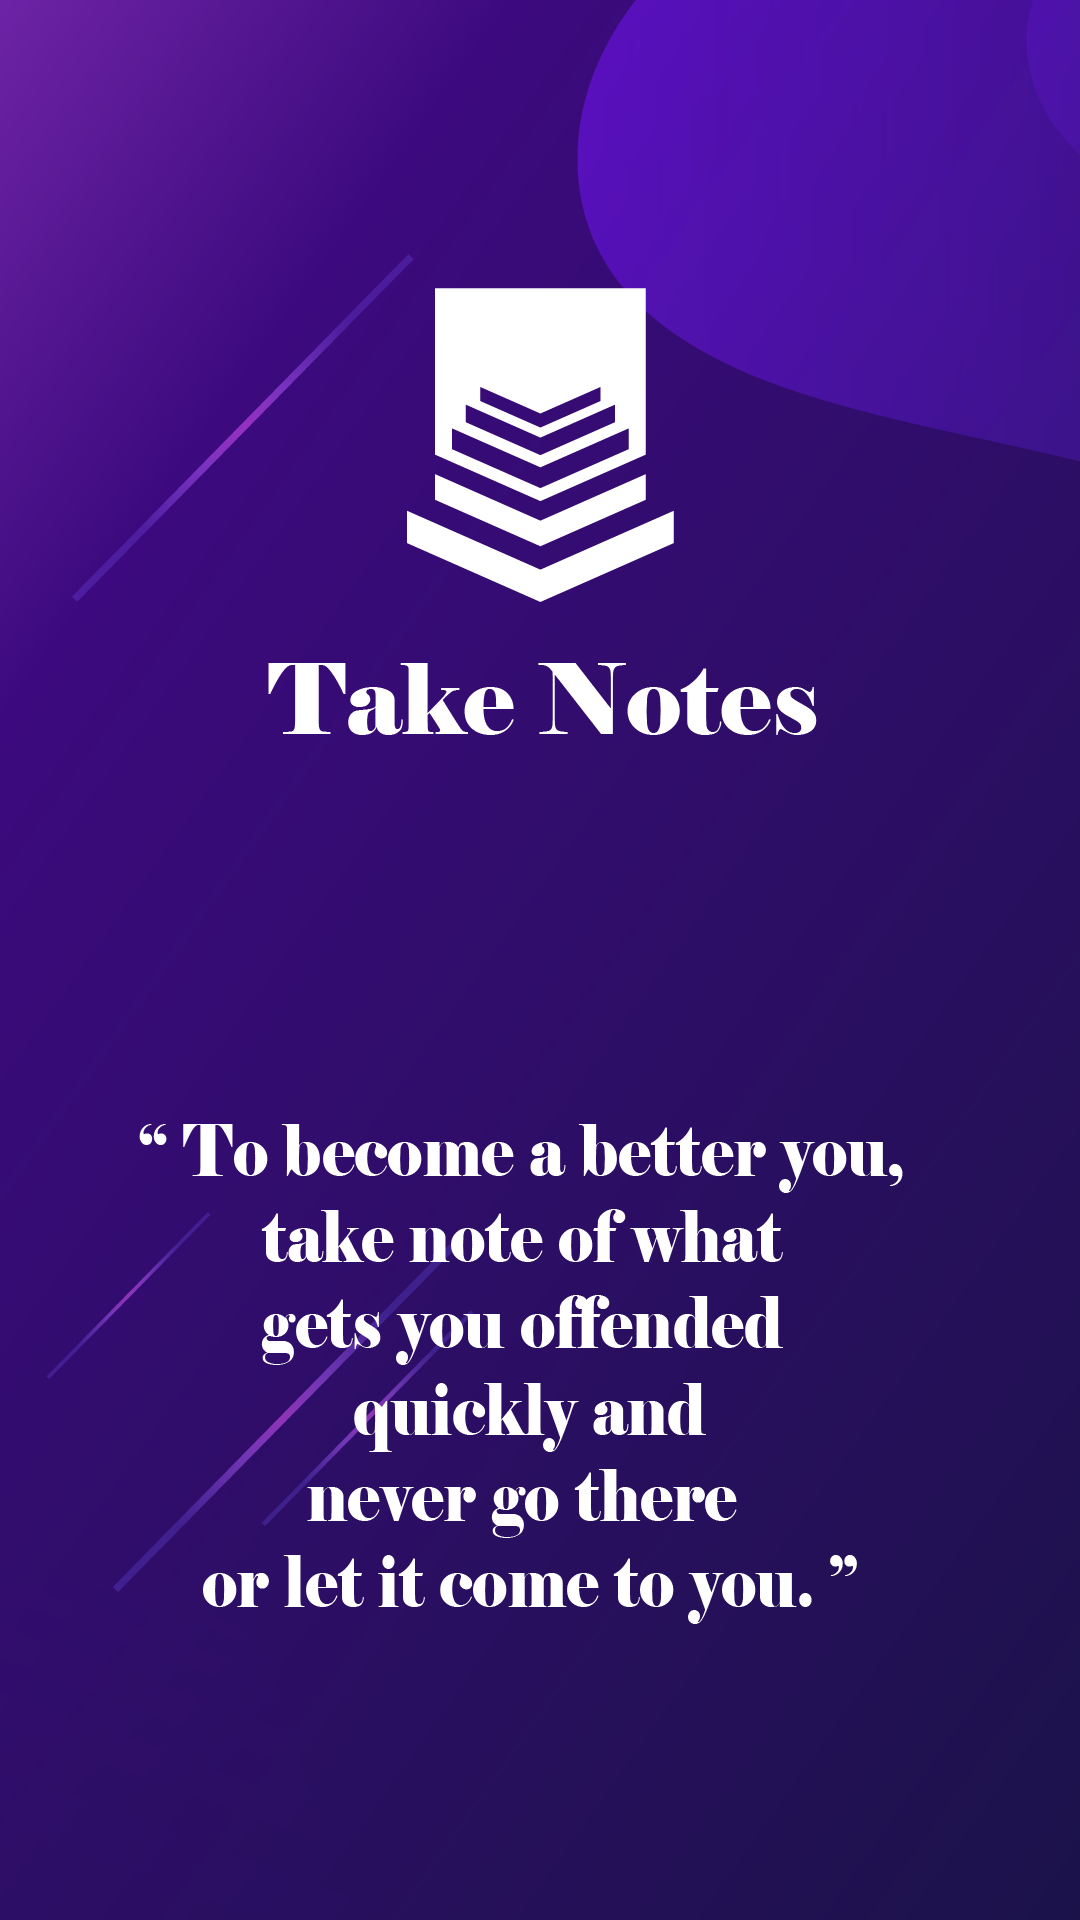 Take Notes
“ To become a better you,
take note of what
gets you offended
quickly and
never go there
or let it come to you. ”